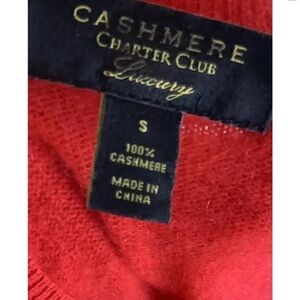 CASHMERE
CHARTER CLUB
Luxury
S
100%
CASHMERE
MADE IN
CHINA